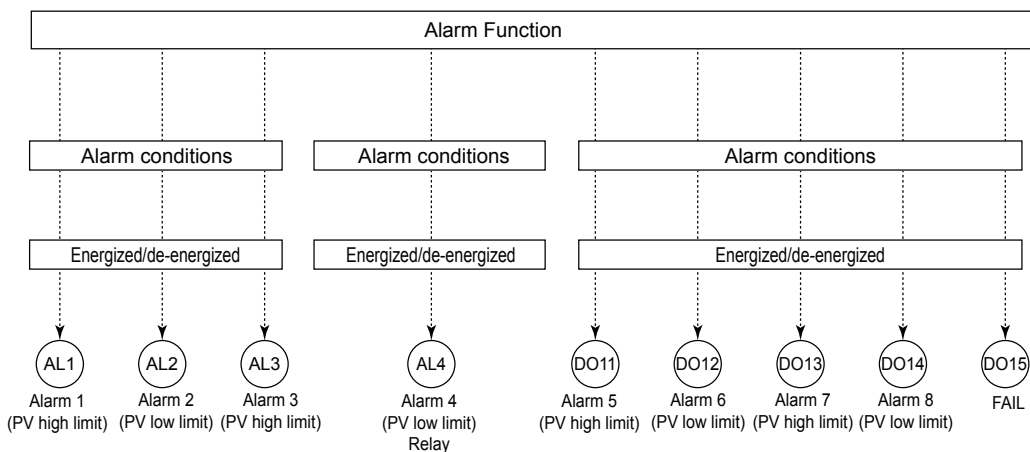 Alarm Function
Alarm conditions
Alarm conditions
Alarm conditions
Energized/de-energized
Energized/de-energized
Energized/de-energized
AL1
AL2
AL3
AL4
DO11
DO12
DO13
DO14
DO15
Alarm 1
(PV high limit)
Alarm 2
(PV low limit)
Alarm 3
(PV high limit)
Alarm 4
(PV low limit)
Relay
Alarm 5
(PV high limit)
Alarm 6
(PV low limit)
Alarm 7
(PV high limit)
Alarm 8
(PV low limit)
FAIL